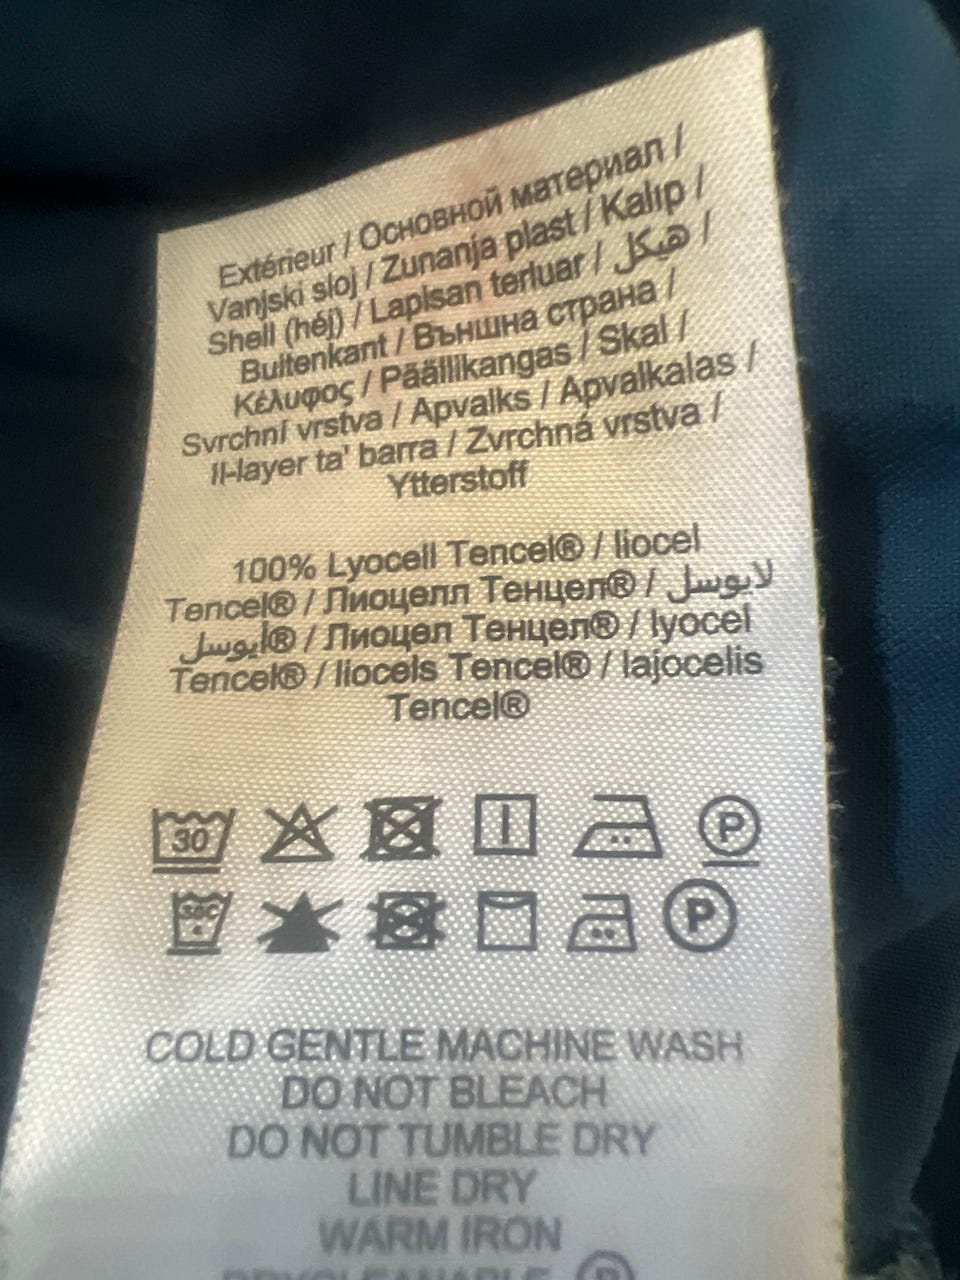 Extérieur / Основной материал /
Vanjski sloj / Zunanja plast / Kalıp /
Shell (héj) / Lapisan terluar / هيكل /
Buitenkant / Външна страна /
Κέλυφος / Päällikangas / Skal /
Svrchní vrstva / Apvalks / Apvalkalas /
Il-layer ta' barra / Zvrchná vrstva /
Ytterstoff
100% Lyocell Tencel® / liocel
Tencel® / Лиоцелл Тенцел® / لايوسل
أيوسل® / Лиоцел Тенцел® / lyocel
Tencel® / liocels Tencel® / lajocelis
Tencel®
30 P
30C P
COLD GENTLE MACHINE WASH
DO NOT BLEACH
DO NOT TUMBLE DRY
LINE DRY
WARM IRON
DRYCLEANABLE P